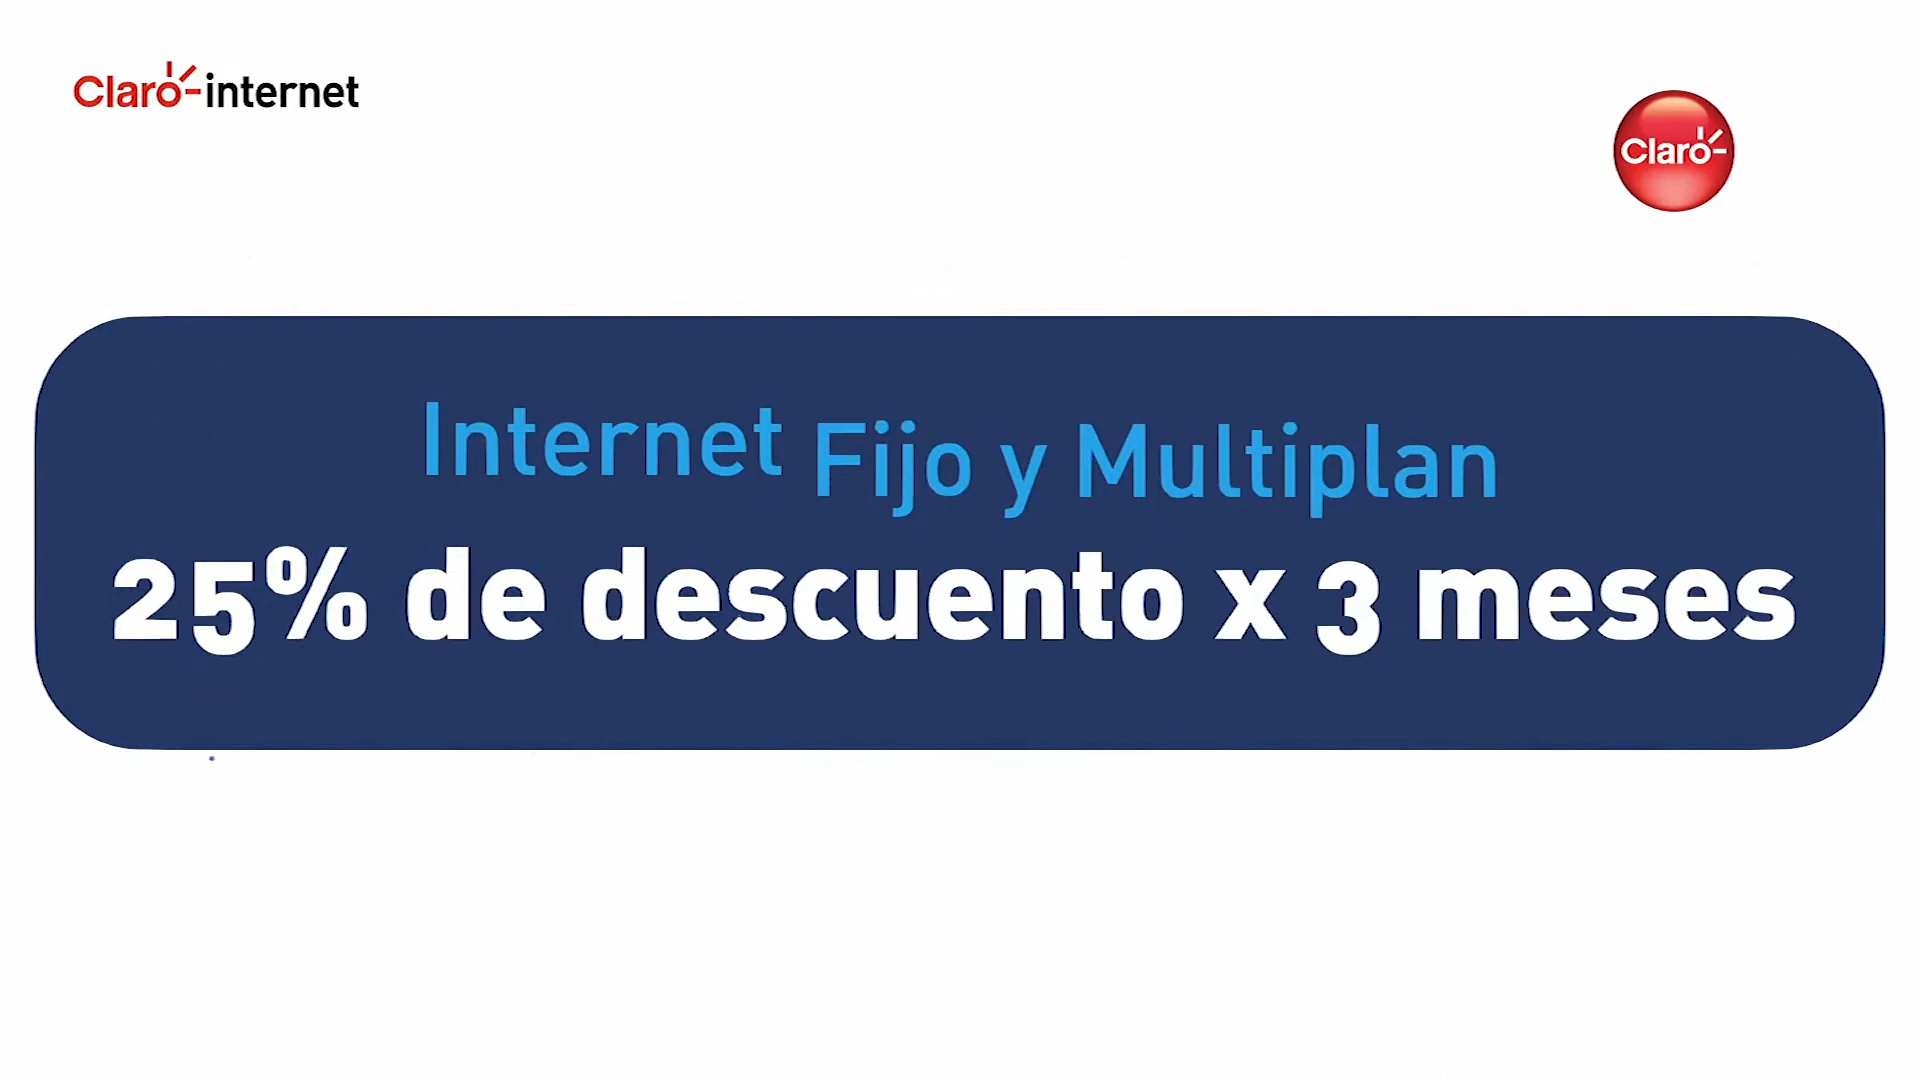 Claro-internet
Claro-
Internet Fijo y Multiplan
25% de descuento x 3 meses